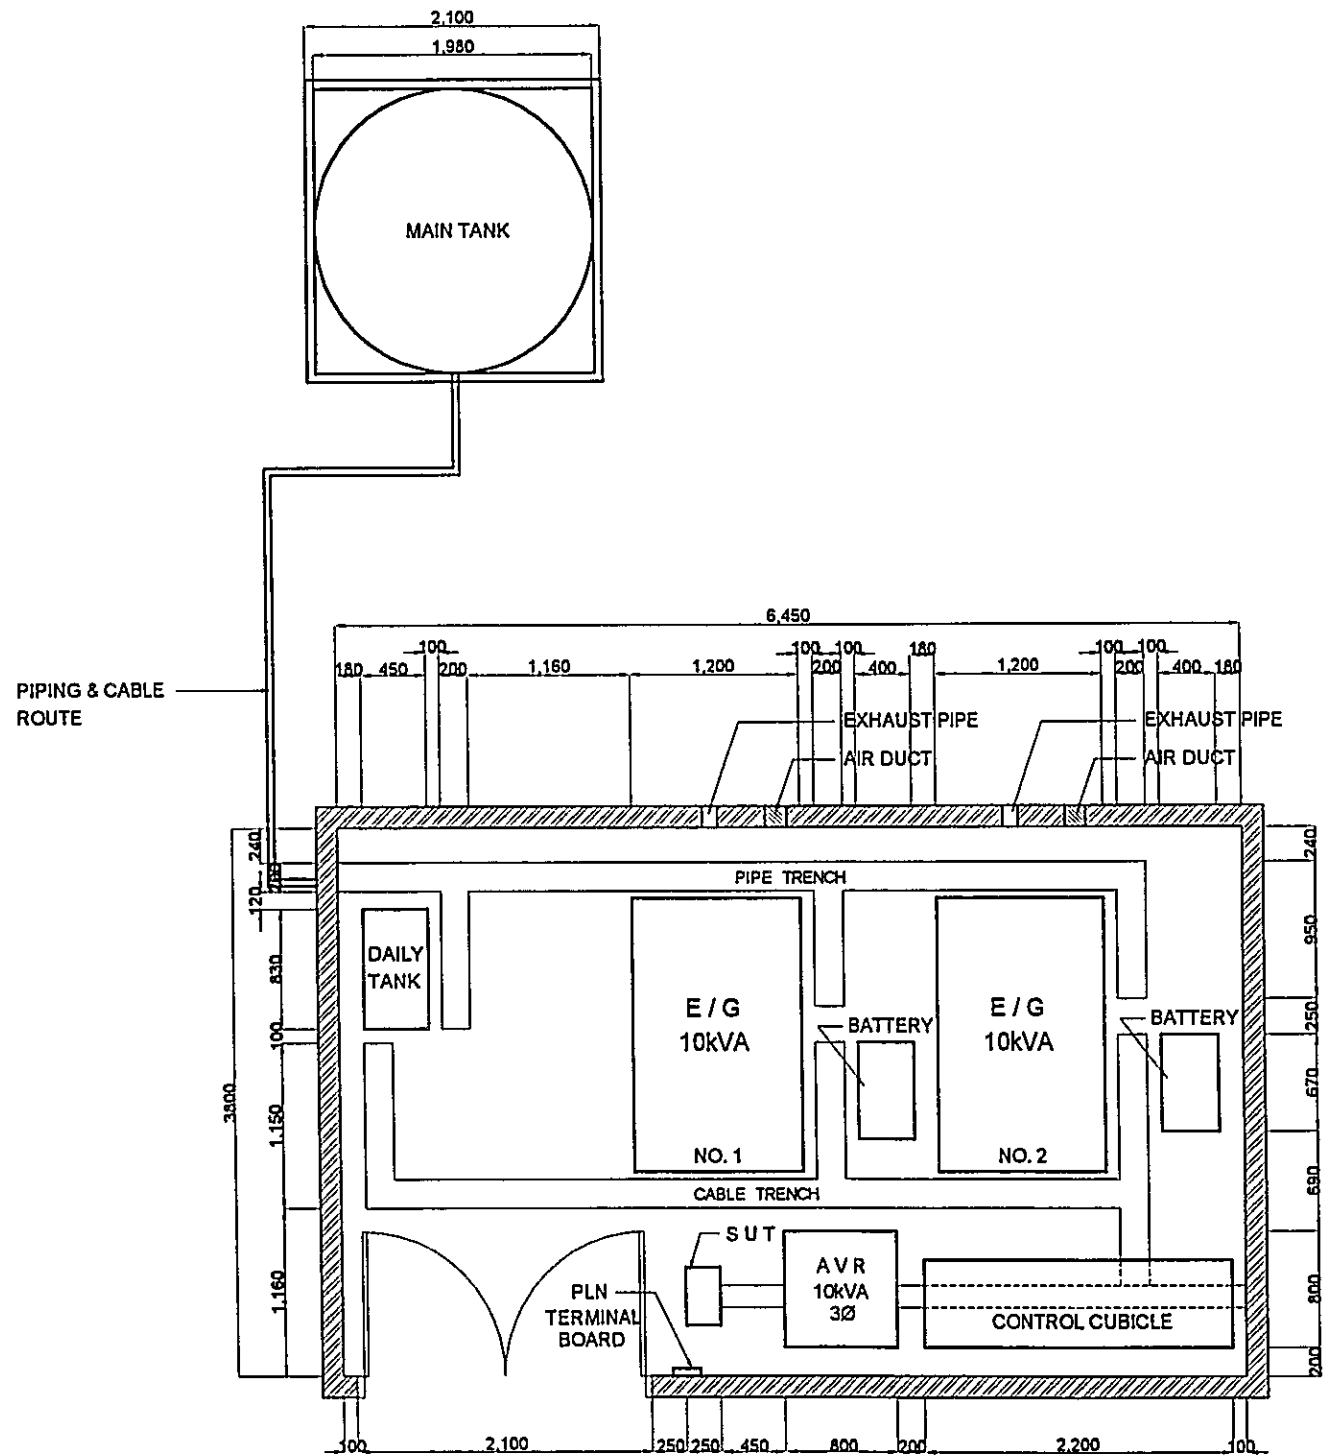 2,100
1,980
MAIN TANK
6,450
100
100
100
180
100
100
180
450
200
1,160
1,200
200
400
1,200
200
400
180
PIPING & CABLE
ROUTE
EXHAUST PIPE
EXHAUST PIPE
AIR DUCT
AIR DUCT
240
240
PIPE TRENCH
120
950
DAILY
TANK
830
E / G
10kVA
E / G
10kVA
BATTERY
BATTERY
250
100
670
3800
1,150
NO. 1
NO. 2
690
CABLE TRENCH
S U T
A V R
10kVA
3Ø
PLN
TERMINAL
BOARD
1,160
800
CONTROL CUBICLE
200
100
2,100
250
250
450
800
200
2,200
100